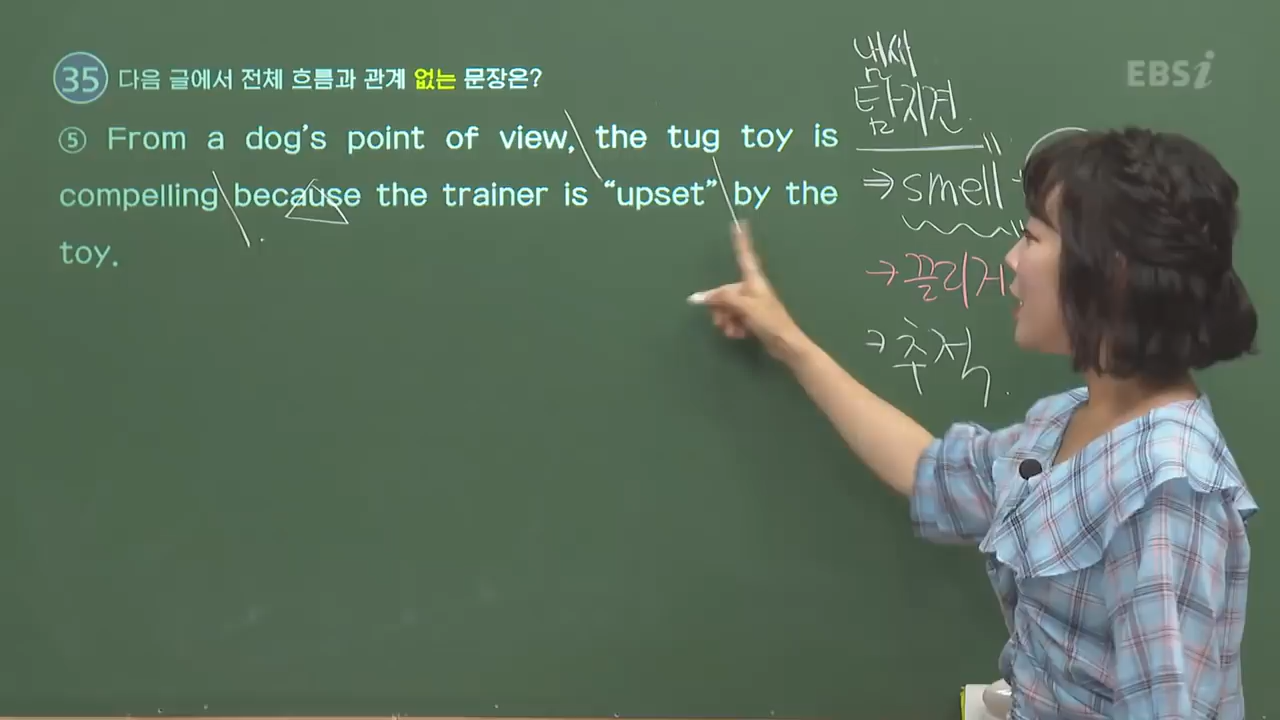 35 다음 글에서 전체 흐름과 관계 없는 문장은?
⑤ From a dog's point of view, the tug toy is
compelling because the trainer is “upset” by the
toy.
냄새
탐지견
⇒ smell
→ 끌리게
→ 추적
EBSi